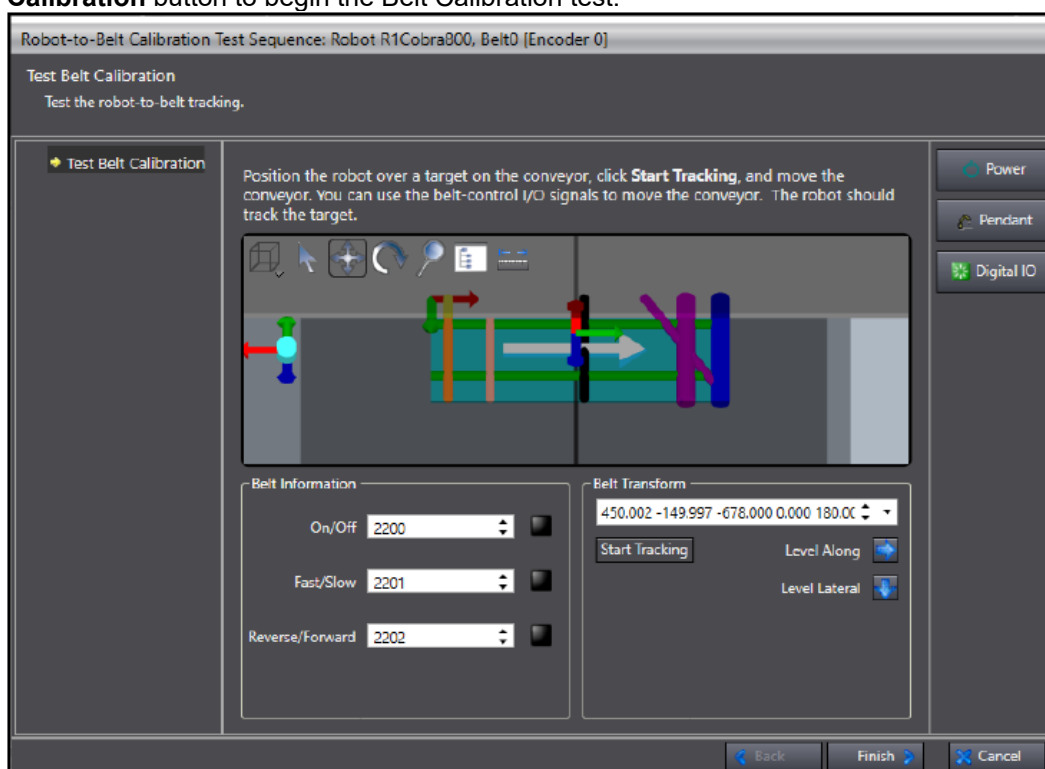 Calibration button to begin the Belt Calibration test.
Robot-to-Belt Calibration Test Sequence: Robot R1Cobra800, Belt0 [Encoder 0]
Test Belt Calibration
Test the robot-to-belt tracking.
Test Belt Calibration
Position the robot over a target on the conveyor, click Start Tracking, and move the
conveyor. You can use the belt-control I/O signals to move the conveyor. The robot should
track the target.
Power
Pendant
Digital IO
Belt Information
On/Off 2200
Fast/Slow 2201
Reverse/Forward 2202
Belt Transform
450.002 -149.997 -678.000 0.000 180.00
Start Tracking
Level Along
Level Lateral
Back
Finish
Cancel